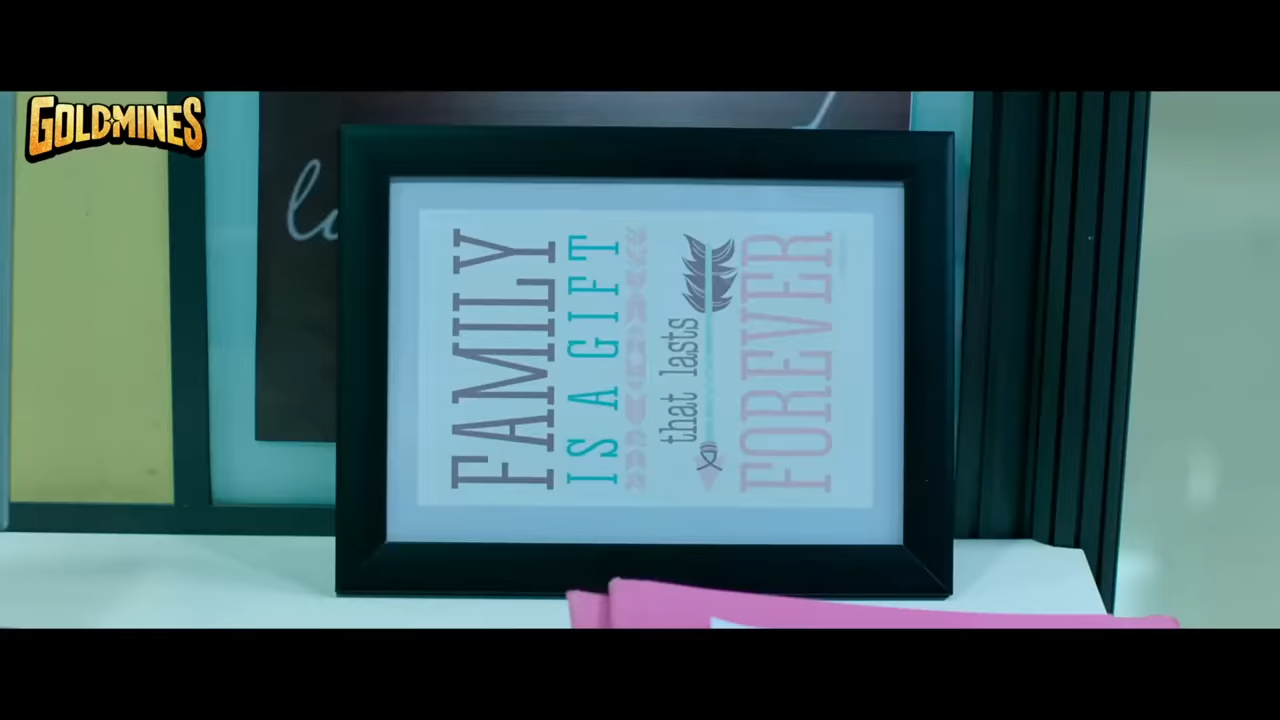 GOLDMINES
FAMILY
IS A GIFT
that lasts
FOREVER